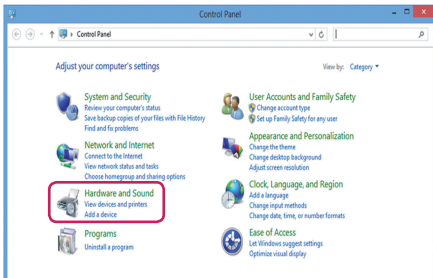 Control Panel
Control Panel
Adjust your computer's settings
View by: Category
System and Security
Review your computer's status
Save backup copies of your files with File History
Find and fix problems
Network and Internet
Connect to the Internet
View network status and tasks
Choose homegroup and sharing options
Hardware and Sound
View devices and printers
Add a device
Programs
Uninstall a program
User Accounts and Family Safety
Change account type
Set up Family Safety for any user
Appearance and Personalization
Change the theme
Change desktop background
Adjust screen resolution
Clock, Language, and Region
Add a language
Change input methods
Change date, time, or number formats
Ease of Access
Let Windows suggest settings
Optimize visual display